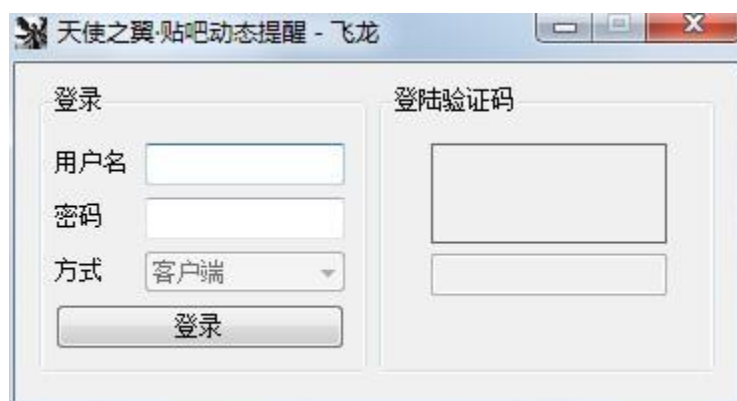 天使之翼·贴吧动态提醒 - 飞龙
登录
用户名
密码
方式 客户端
登录
登陆验证码